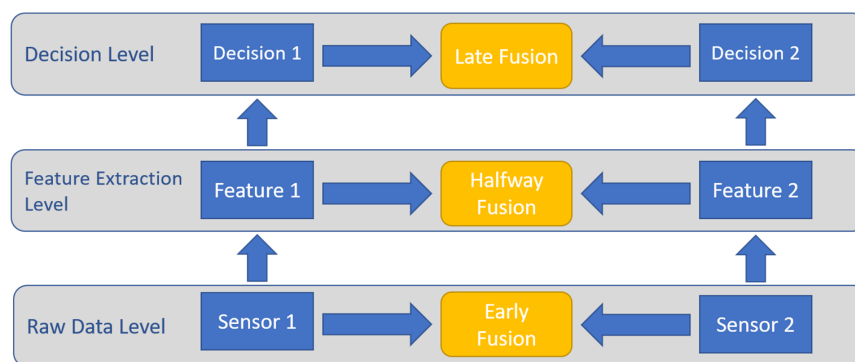 Decision Level
Decision 1
Late Fusion
Decision 2
Feature Extraction
Level
Feature 1
Halfway
Fusion
Feature 2
Raw Data Level
Sensor 1
Early
Fusion
Sensor 2